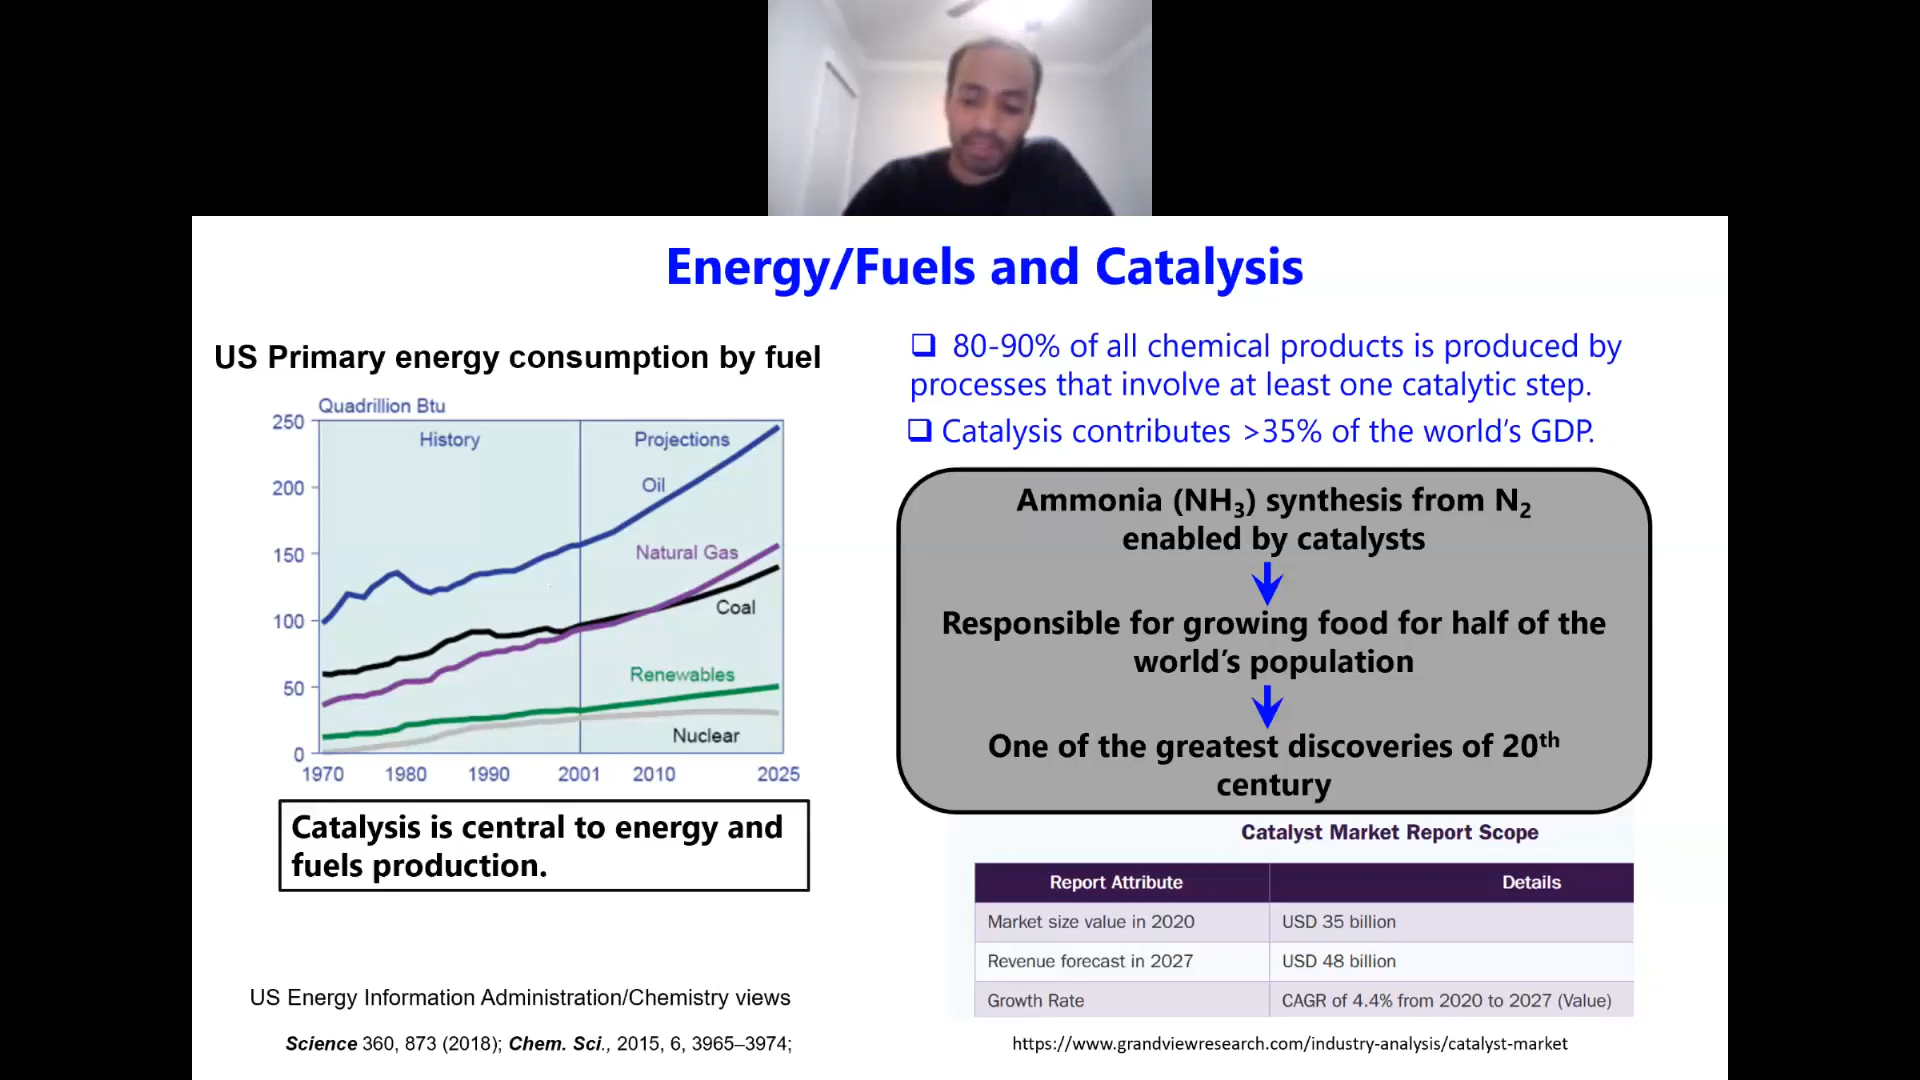 Energy/Fuels and Catalysis
US Primary energy consumption by fuel
Quadrillion Btu
250
200
150
100
50
0
History
Projections
Oil
Natural Gas
Coal
Renewables
Nuclear
1970 1980 1990 2001 2010 2025
Catalysis is central to energy and
fuels production.
US Energy Information Administration/Chemistry views
Science 360, 873 (2018); Chem. Sci., 2015, 6, 3965–3974;
❑ 80-90% of all chemical products is produced by
processes that involve at least one catalytic step.
❑ Catalysis contributes >35% of the world’s GDP.
Ammonia (NH₃) synthesis from N₂
enabled by catalysts
Responsible for growing food for half of the
world’s population
One of the greatest discoveries of 20th
century
Catalyst Market Report Scope
Report Attribute Details
Market size value in 2020 USD 35 billion
Revenue forecast in 2027 USD 48 billion
Growth Rate CAGR of 4.4% from 2020 to 2027 (Value)
https://www.grandviewresearch.com/industry-analysis/catalyst-market